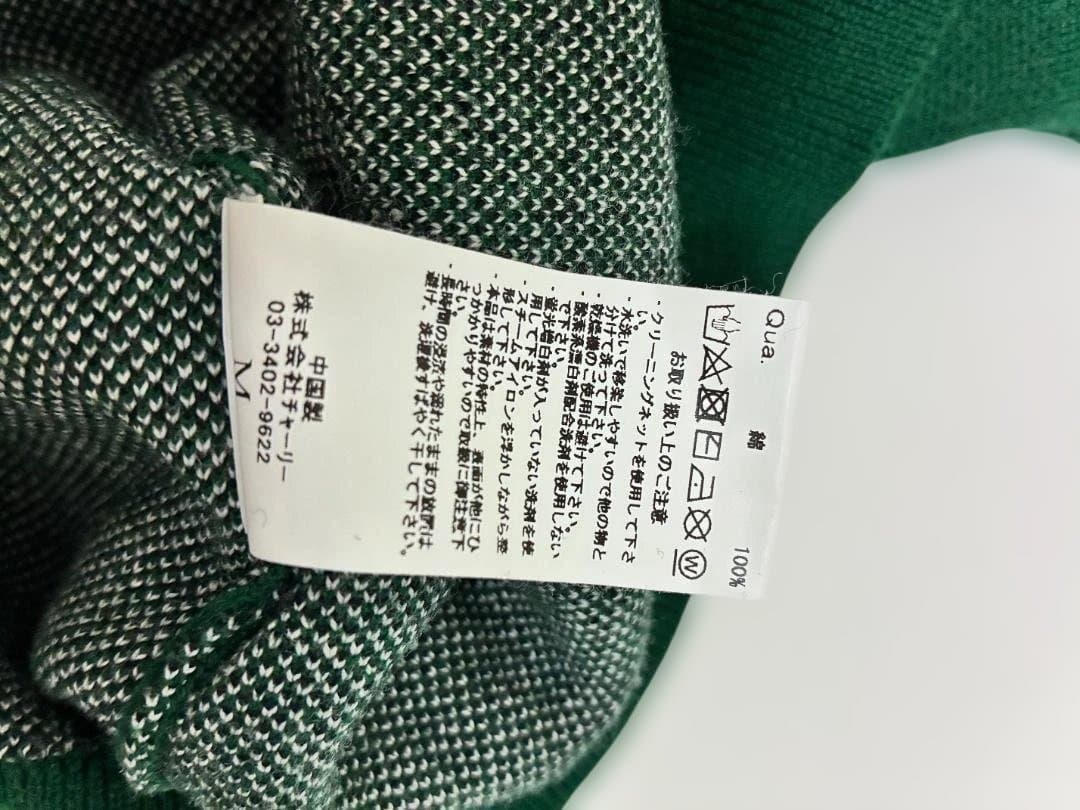 Qua.
綿 100%
W
お取り扱い上のご注意
・クリーニングネットを使用して下さ
い。
・水洗いで移染しやすいので他の物と
分けて洗って下さい。
・乾燥機のご使用は避けて下さい。
・酸素系漂白剤配合洗剤を使用しない
で下さい。
・蛍光増白剤が入っていない洗剤を使
用して下さい。
・スチームアイロンを浮かしながら整
形して下さい。
・本品は素材の特性上、表面が他にひ
っかかりやすいので取扱に御注意下
さい。
・長時間の浸漬や濡れたままの放置は
避け、洗濯後すばやく干して下さい。
中国製
株式会社チャーリー
03-3402-9622
M